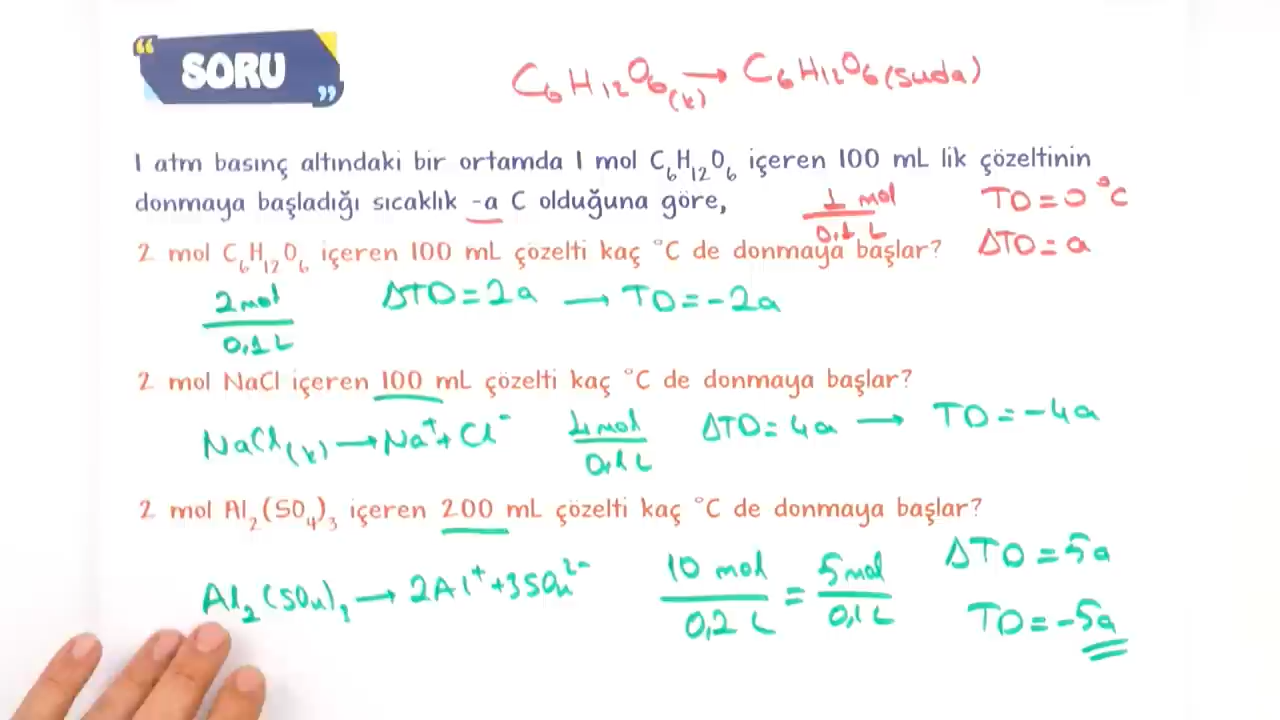 “ SORU ”
C₆H₁₂O₆(k) → C₆H₁₂O₆(suda)
1 atm basınç altındaki bir ortamda 1 mol C₆H₁₂O₆ içeren 100 mL lik çözeltinin
donmaya başladığı sıcaklık -a C olduğuna göre,
1 mol / 0,1 L
TD = 0 °C
ΔTD = a
2 mol C₆H₁₂O₆ içeren 100 mL çözelti kaç °C de donmaya başlar?
2 mol / 0,1 L ΔTD = 2a → TD = -2a
2 mol NaCl içeren 100 mL çözelti kaç °C de donmaya başlar?
NaCl(k) → Na⁺ + Cl⁻ 4 mol / 0,1 L ΔTD = 4a → TD = -4a
2 mol Al₂(SO₄)₃ içeren 200 mL çözelti kaç °C de donmaya başlar?
Al₂(SO₄)₃ → 2Al⁺ + 3SO₄²⁻ 10 mol / 0,2 L = 5 mol / 0,1 L ΔTD = 5a
TD = -5a